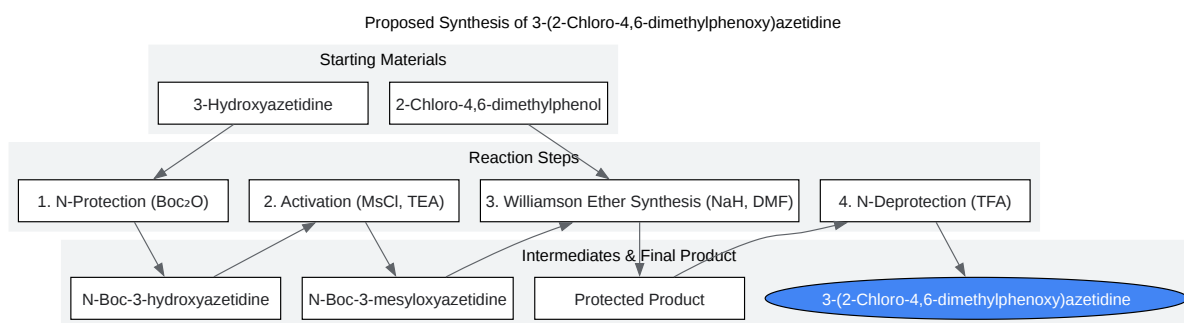 Proposed Synthesis of 3-(2-Chloro-4,6-dimethylphenoxy)azetidine
Starting Materials
3-Hydroxyazetidine
2-Chloro-4,6-dimethylphenol
Reaction Steps
1. N-Protection (Boc₂O)
2. Activation (MsCl, TEA)
3. Williamson Ether Synthesis (NaH, DMF)
4. N-Deprotection (TFA)
Intermediates & Final Product
N-Boc-3-hydroxyazetidine
N-Boc-3-mesyloxyazetidine
Protected Product
3-(2-Chloro-4,6-dimethylphenoxy)azetidine